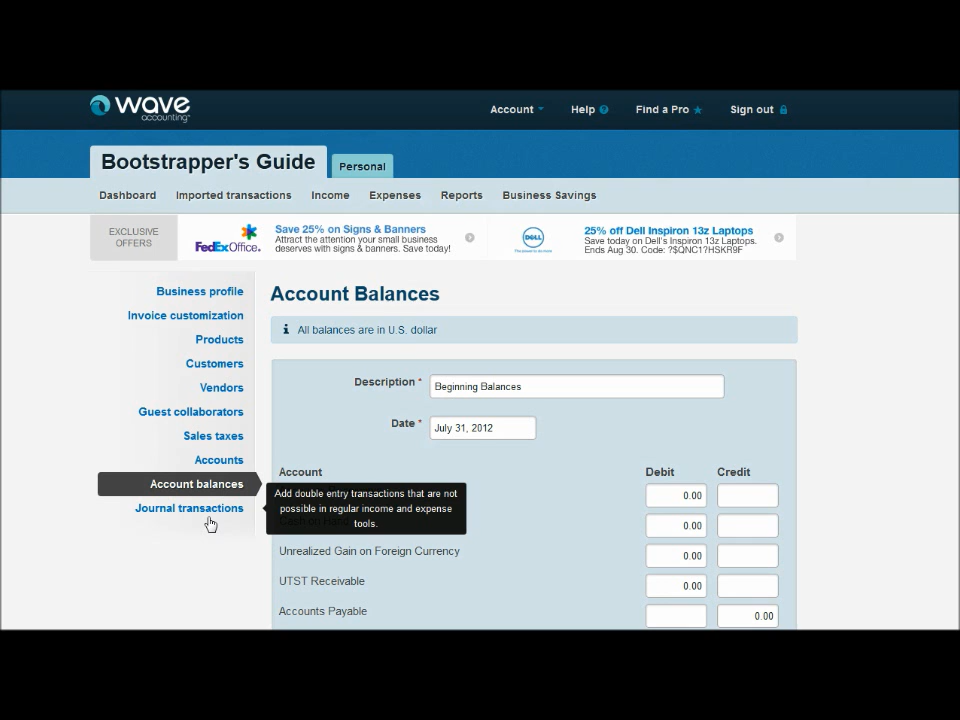 wave
accounting
Account
Help
Find a Pro
Sign out
Bootstrapper's Guide
Personal
Dashboard
Imported transactions
Income
Expenses
Reports
Business Savings
EXCLUSIVE
OFFERS
FedExOffice.
Save 25% on Signs & Banners
Attract the attention your small business
deserves with signs & banners. Save today!
DELL
25% off Dell Inspiron 13z Laptops
Save today on Dell's Inspiron 13z Laptops.
Ends Aug 30. Code: ?$QNC1?HSKR9F
Business profile
Invoice customization
Products
Customers
Vendors
Guest collaborators
Sales taxes
Accounts
Account balances
Journal transactions
Add double entry transactions that are not
possible in regular income and expense
tools.
Account Balances
All balances are in U.S. dollar
Description *
Beginning Balances
Date *
July 31, 2012
Account Debit Credit
0.00
Cash on Hand 0.00
Unrealized Gain on Foreign Currency 0.00
UTST Receivable 0.00
Accounts Payable 0.00